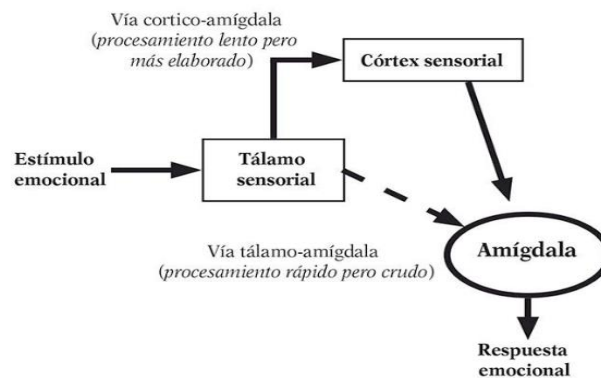 Vía cortico-amígdala
(procesamiento lento pero
más elaborado)
Córtex sensorial
Estímulo
emocional
Tálamo
sensorial
Vía tálamo-amígdala
(procesamiento rápido pero crudo)
Amígdala
Respuesta
emocional